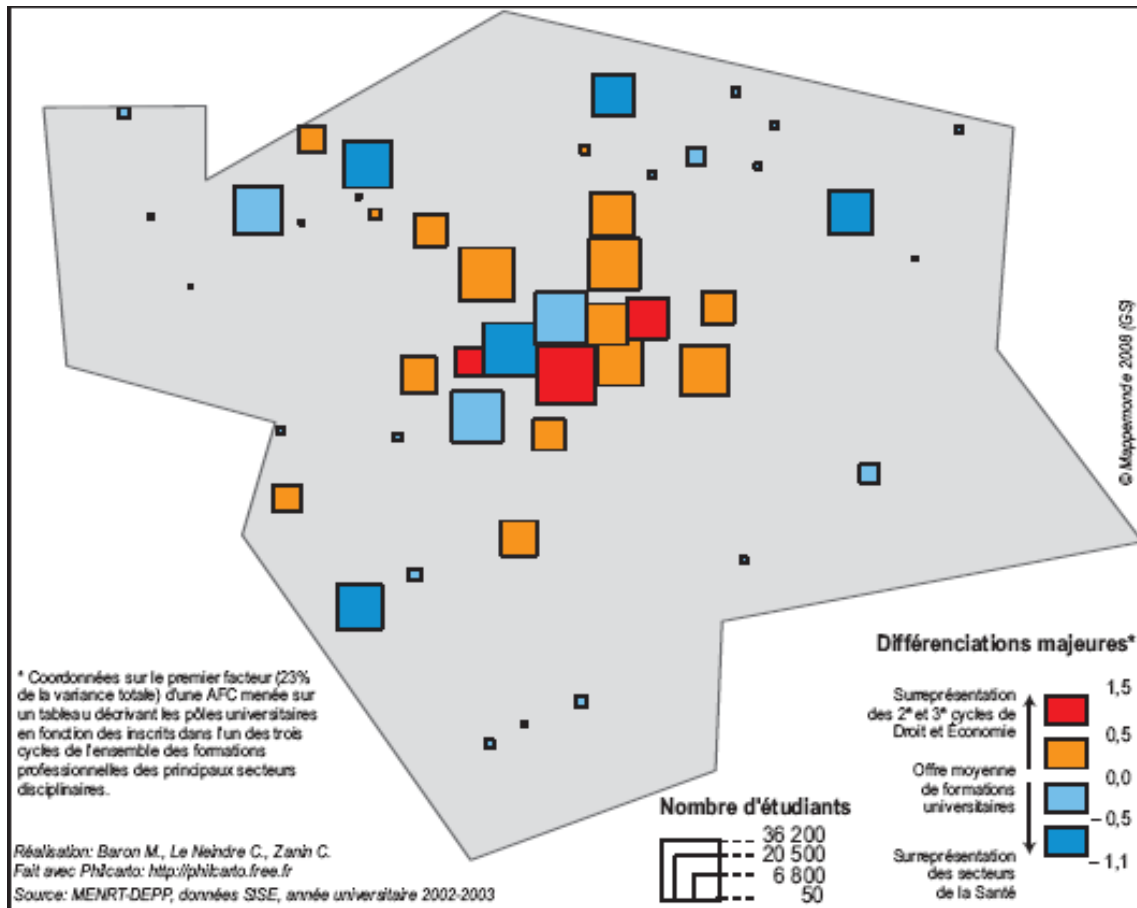 © Mappemonde 2008 (GS)
Différenciations majeures*
Surreprésentation
des 2e et 3e cycles de
Droit et Économie
Offre moyenne
de formations
universitaires
Surreprésentation
des secteurs
de la Santé
1,5
0,5
0,0
– 0,5
– 1,1
* Coordonnées sur le premier facteur (23%
de la variance totale) d'une AFC menée sur
un tableau décrivant les pôles universitaires
en fonction des inscrits dans l'un des trois
cycles de l'ensemble des formations
professionnelles des principaux secteurs
disciplinaires.
Nombre d'étudiants
36 200
20 500
6 800
50
Réalisation: Baron M., Le Neindre C., Zanin C.
Fait avec Philcarto: http://philcarto.free.fr
Source: MENRT-DEPP, données SISE, année universitaire 2002-2003